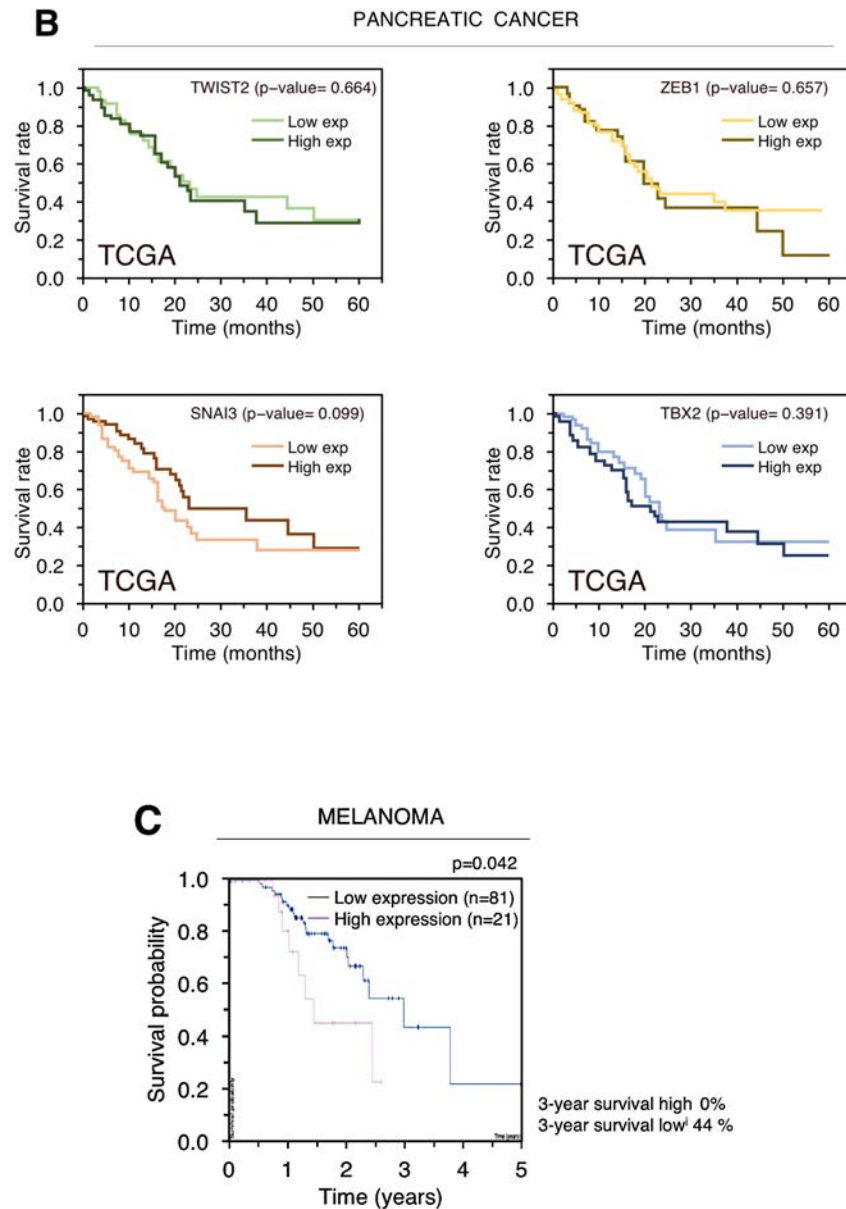 B
PANCREATIC CANCER
TWIST2 (p-value= 0.664)
Low exp
High exp
TCGA
Survival rate
1.0
0.8
0.6
0.4
0.2
0.0
0 10 20 30 40 50 60
Time (months)
ZEB1 (p-value= 0.657)
Low exp
High exp
TCGA
Survival rate
1.0
0.8
0.6
0.4
0.2
0.0
0 10 20 30 40 50 60
Time (months)
SNAI3 (p-value= 0.099)
Low exp
High exp
TCGA
Survival rate
1.0
0.8
0.6
0.4
0.2
0.0
0 10 20 30 40 50 60
Time (months)
TBX2 (p-value= 0.391)
Low exp
High exp
TCGA
Survival rate
1.0
0.8
0.6
0.4
0.2
0.0
0 10 20 30 40 50 60
Time (months)
C
MELANOMA
p=0.042
Low expression (n=81)
High expression (n=21)
Survival probability
1.0
0.8
0.6
0.4
0.2
0.0
Time (years)
0 1 2 3 4 5
Time (years)
3-year survival high 0%
3-year survival low 44 %